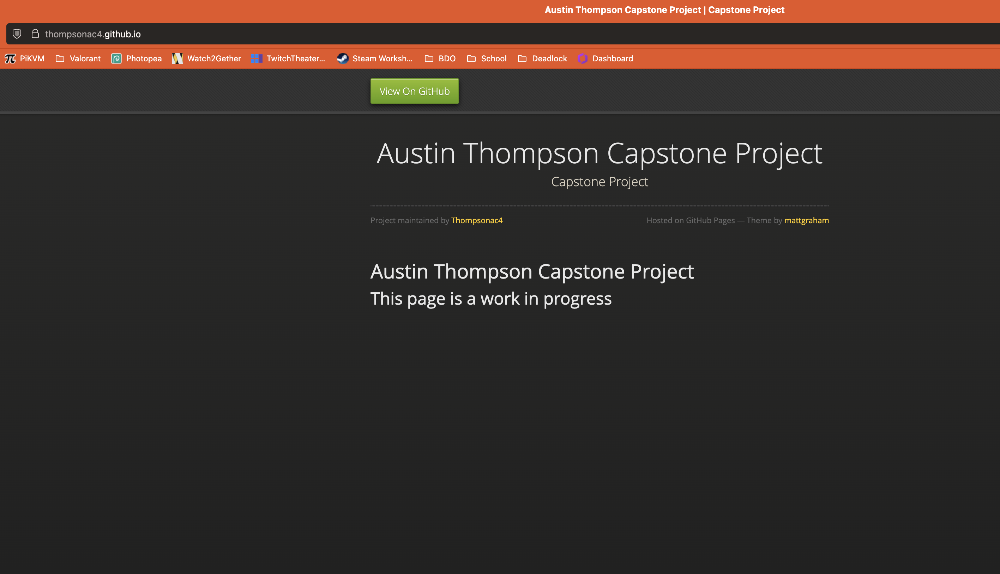 Austin Thompson Capstone Project | Capstone Project
thompsonac4.github.io
PiKVM Valorant Photopea Watch2Gether TwitchTheater... Steam Worksh... BDO School Deadlock Dashboard
View On GitHub
Austin Thompson Capstone Project
Capstone Project
Project maintained by Thompsonac4 Hosted on GitHub Pages — Theme by mattgraham
Austin Thompson Capstone Project
This page is a work in progress